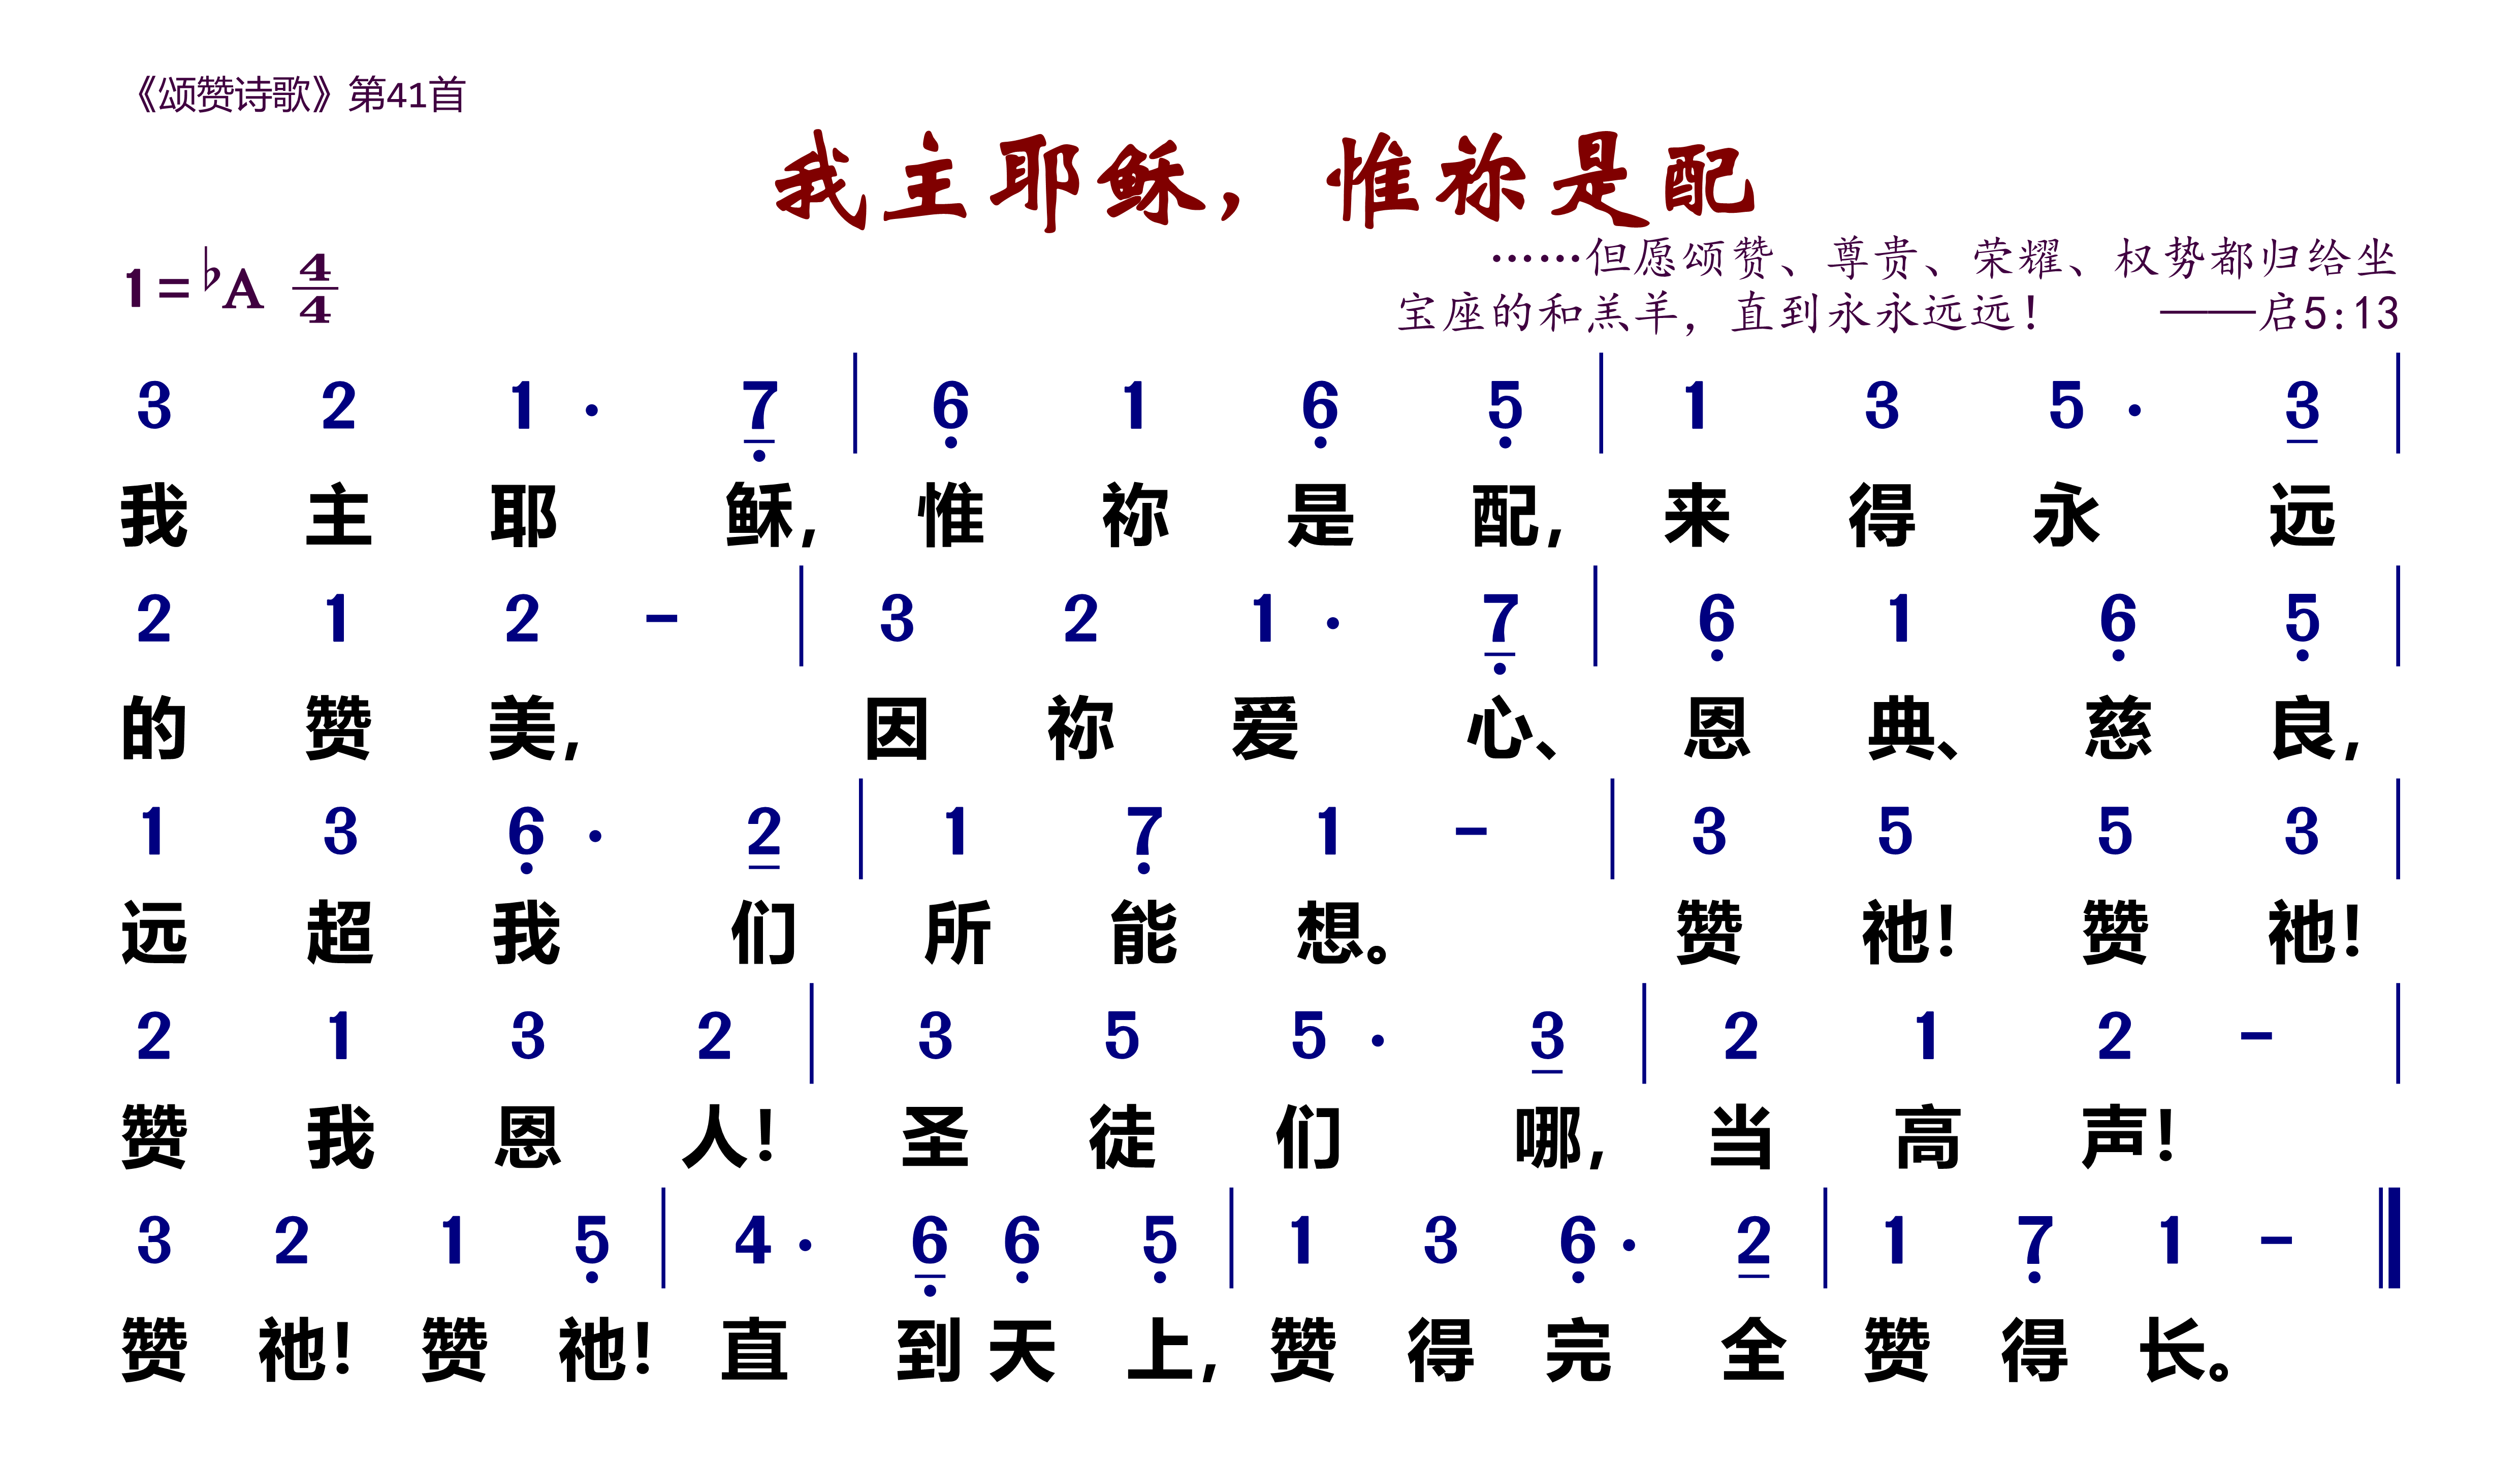 《颂赞诗歌》第41首
我主耶稣，惟祢是配
1=♭A 4/4
······但愿颂赞、尊贵、荣耀、权势都归给坐
宝座的和羔羊，直到永永远远！ ——启5:13
3 2 1· 7̣ | 6̣ 1 6̣ 5̣ | 1 3 5· 3 |
我主耶稣，惟祢是配，来得永远
2 1 2 - | 3 2 1· 7̣ | 6̣ 1 6̣ 5̣ |
的赞美，因祢爱心、恩典、慈良，
1 3 6̣· 2 | 1 7̣ 1 - | 3 5 5 3 |
远超我们所能想。赞祂！赞祂！
2 1 3 2 | 3 5 5· 3 | 2 1 2 - |
赞我恩人！圣徒们哪，当高声！
3 2 1 5̣ | 4· 6̣ 6̣ 5̣ | 1 3 6̣· 2 | 1 7̣ 1 - ‖
赞祂！赞祂！直到天上，赞得完全赞得长。